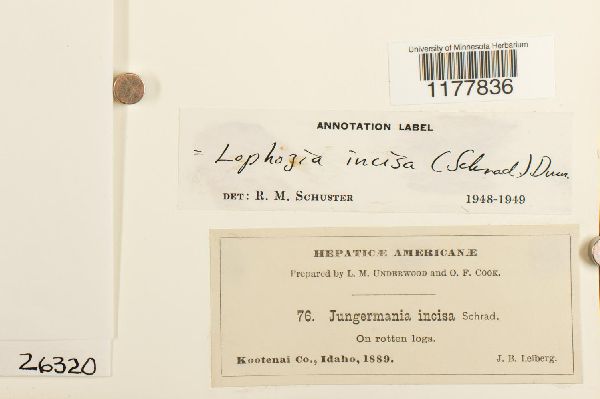 University of Minnesota Herbarium
1177836
ANNOTATION LABEL
= Lophozia incisa (Schrad.) Dum.
DET: R. M. SCHUSTER 1948-1949
HEPATICÆ AMERICANÆ
Prepared by L. M. UNDERWOOD and O. F. COOK.
76. Jungermania incisa Schrad.
On rotten logs.
Kootenai Co., Idaho, 1889. J. B. Leiberg.
26320